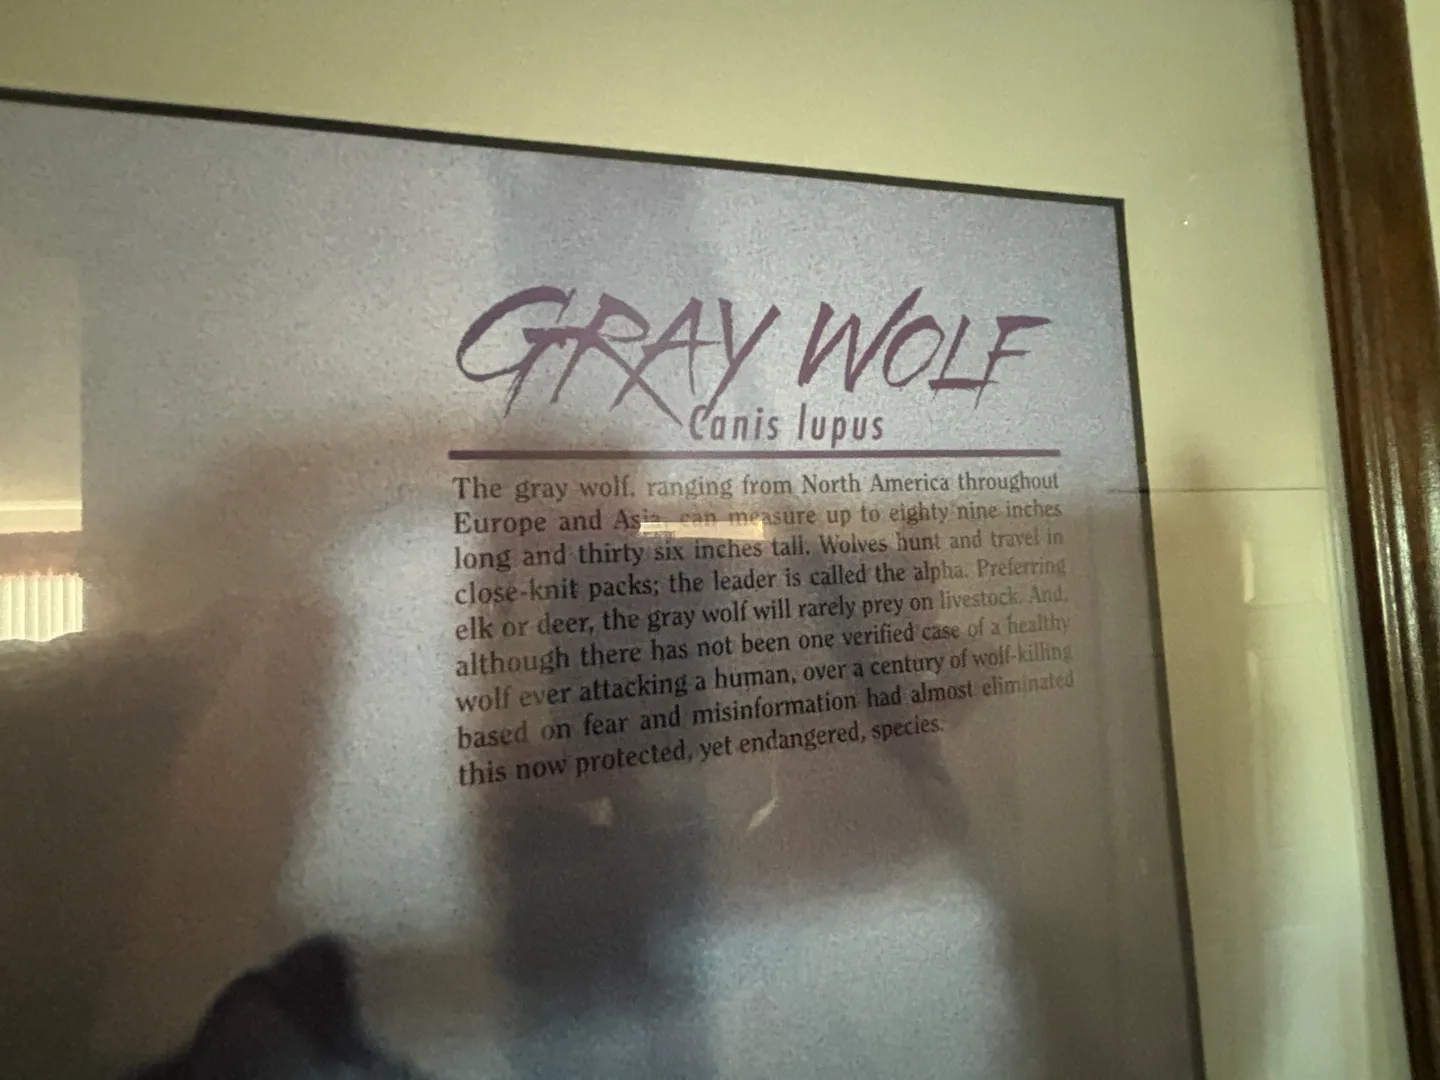 GRAY WOLF
Canis lupus
The gray wolf, ranging from North America throughout
Europe and Asia, can measure up to eighty nine inches
long and thirty six inches tall. Wolves hunt and travel in
close-knit packs; the leader is called the alpha. Preferring
elk or deer, the gray wolf will rarely prey on livestock. And,
although there has not been one verified case of a healthy
wolf ever attacking a human, over a century of wolf-killing
based on fear and misinformation had almost eliminated
this now protected, yet endangered, species.